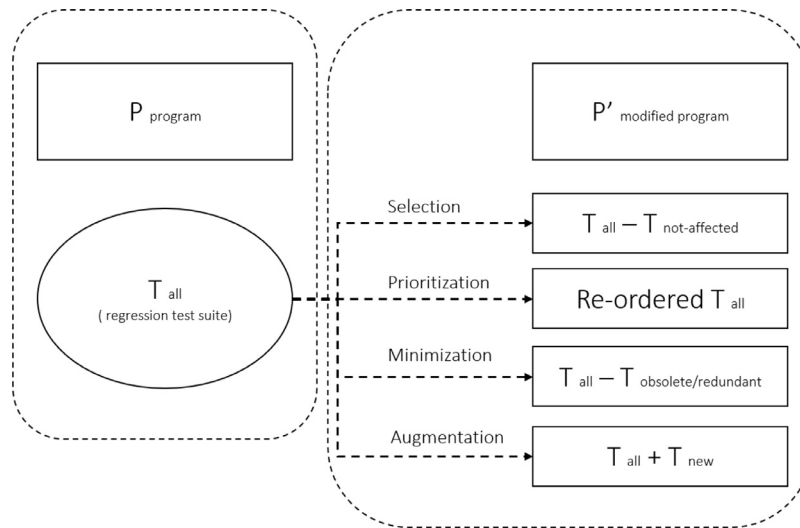 P program
T all
( regression test suite)
P’ modified program
Selection
T all – T not-affected
Prioritization
Re-ordered T all
Minimization
T all – T obsolete/redundant
Augmentation
T all + T new